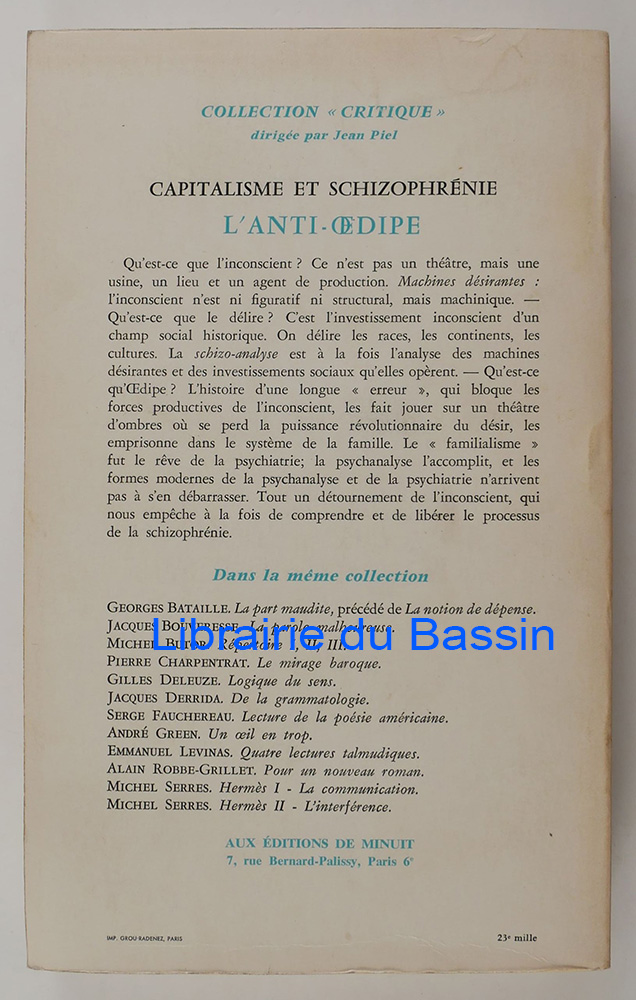 COLLECTION « CRITIQUE »
dirigée par Jean Piel
CAPITALISME ET SCHIZOPHRÉNIE
L'ANTI-ŒDIPE
Qu'est-ce que l'inconscient ? Ce n'est pas un théâtre, mais une
usine, un lieu et un agent de production. Machines désirantes :
l'inconscient n'est ni figuratif ni structural, mais machinique. —
Qu'est-ce que le délire ? C'est l'investissement inconscient d'un
champ social historique. On délire les races, les continents, les
cultures. La schizo-analyse est à la fois l'analyse des machines
désirantes et des investissements sociaux qu'elles opèrent. — Qu'est-ce
qu'Œdipe ? L'histoire d'une longue « erreur », qui bloque les
forces productives de l'inconscient, les fait jouer sur un théâtre
d'ombres où se perd la puissance révolutionnaire du désir, les
emprisonne dans le système de la famille. Le « familialisme »
fut le rêve de la psychiatrie; la psychanalyse l'accomplit, et les
formes modernes de la psychanalyse et de la psychiatrie n'arrivent
pas à s'en débarrasser. Tout un détournement de l'inconscient, qui
nous empêche à la fois de comprendre et de libérer le processus
de la schizophrénie.
Dans la même collection
GEORGES BATAILLE. La part maudite, précédé de La notion de dépense.
JACQUES BOUVERESSE. La parole malheureuse.
MICHEL BUTOR. Répertoire I, II, III.
Librairie du Bassin
PIERRE CHARPENTRAT. Le mirage baroque.
GILLES DELEUZE. Logique du sens.
JACQUES DERRIDA. De la grammatologie.
SERGE FAUCHEREAU. Lecture de la poésie américaine.
ANDRÉ GREEN. Un œil en trop.
EMMANUEL LEVINAS. Quatre lectures talmudiques.
ALAIN ROBBE-GRILLET. Pour un nouveau roman.
MICHEL SERRES. Hermès I - La communication.
MICHEL SERRES. Hermès II - L'interférence.
AUX ÉDITIONS DE MINUIT
7, rue Bernard-Palissy, Paris 6e
IMP. GROU-RADENEZ, PARIS
23e mille